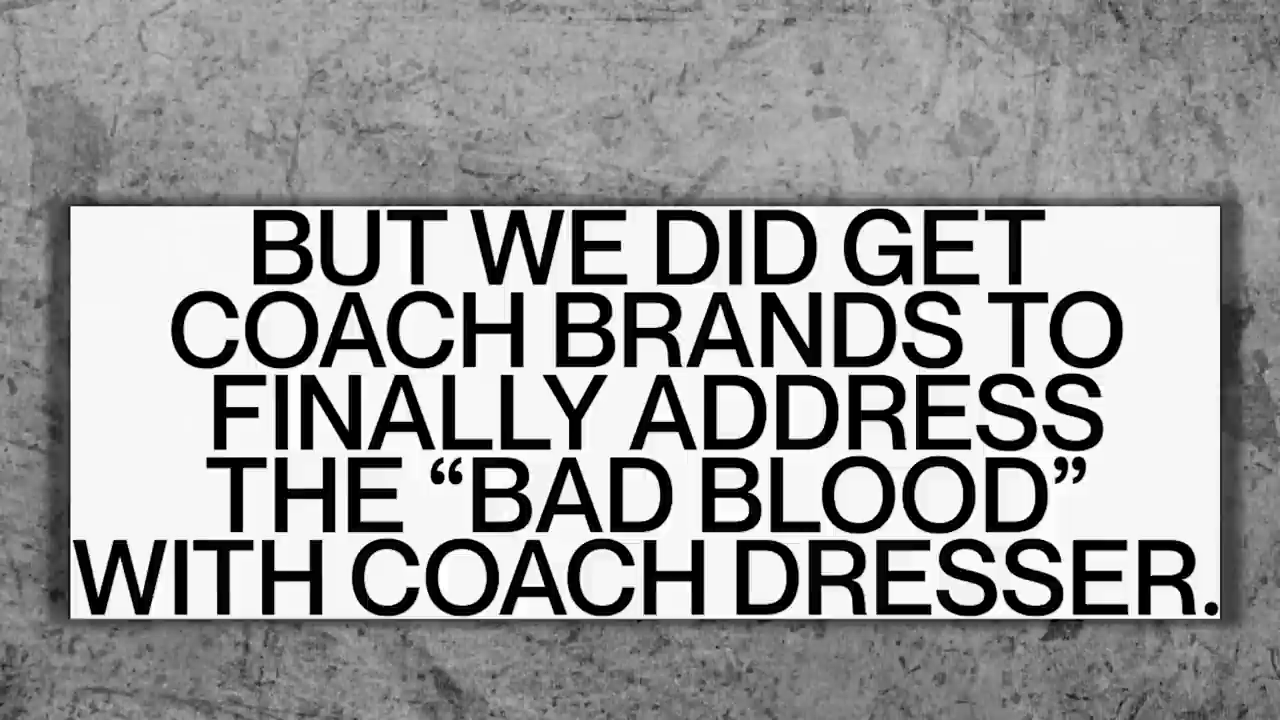 BUT WE DID GET
COACH BRANDS TO
FINALLY ADDRESS
THE “BAD BLOOD”
WITH COACH DRESSER.